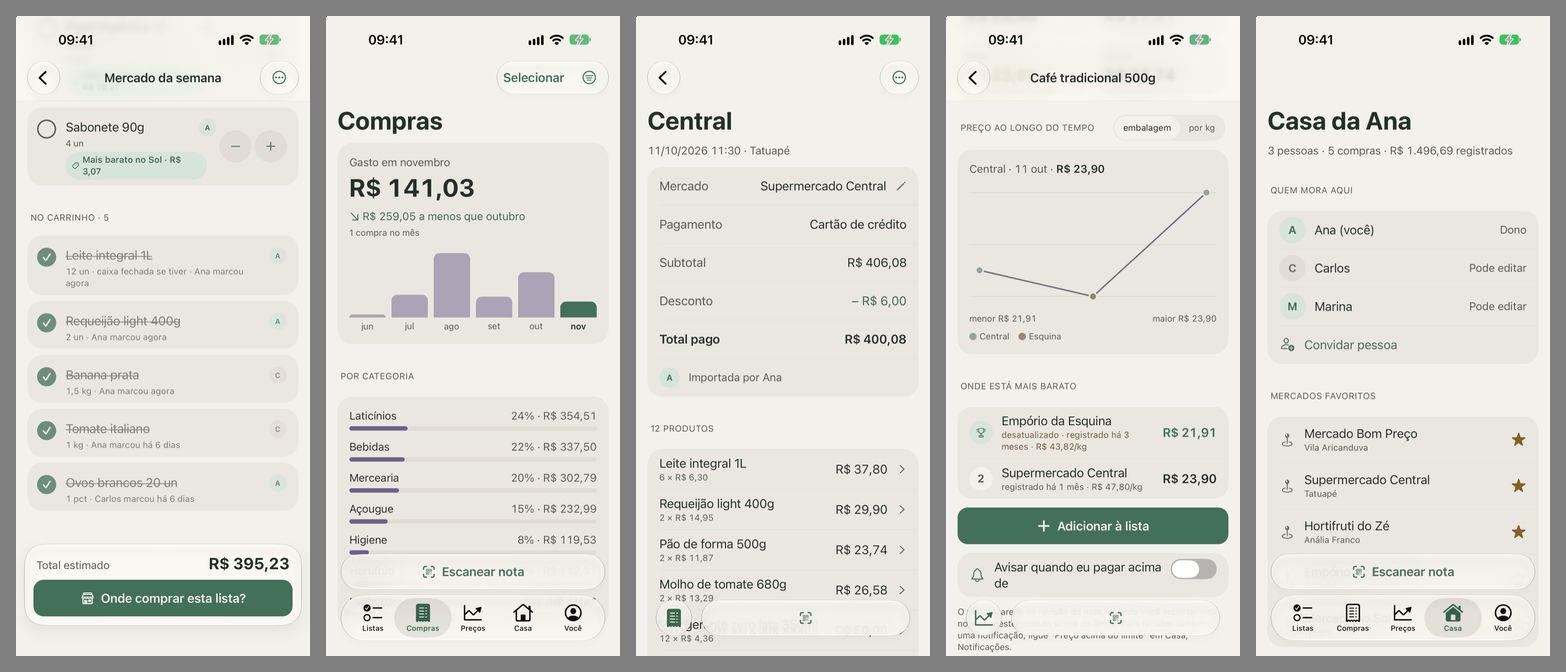 09:41
Mercado da semana
Sabonete 90g
A
4 un
Mais barato no Sol · R$
3,07
NO CARRINHO · 5
Leite integral 1L
A
12 un · caixa fechada se tiver · Ana marcou
agora
Requeijão light 400g
A
2 un · Ana marcou agora
Banana prata
C
1,5 kg · Ana marcou agora
Tomate italiano
C
1 kg · Ana marcou há 6 dias
Ovos brancos 20 un
A
1 pct · Carlos marcou há 6 dias
Total estimado
R$ 395,23
Onde comprar esta lista?
09:41
Selecionar
Compras
Gasto em novembro
R$ 141,03
R$ 259,05 a menos que outubro
1 compra no mês
jun jul ago set out nov
POR CATEGORIA
Laticínios 24% · R$ 354,51
Bebidas 22% · R$ 337,50
Mercearia 20% · R$ 302,79
Açougue 15% · R$ 232,99
Higiene 8% · R$ 119,53
Escanear nota
Listas Compras Preços Casa Você
09:41
Central
11/10/2026 11:30 · Tatuapé
Mercado Supermercado Central
Pagamento Cartão de crédito
Subtotal R$ 406,08
Desconto – R$ 6,00
Total pago R$ 400,08
A Importada por Ana
12 PRODUTOS
Leite integral 1L R$ 37,80
6 × R$ 6,30
Requeijão light 400g R$ 29,90
2 × R$ 14,95
Pão de forma 500g R$ 23,74
2 × R$ 11,87
Molho de tomate 680g R$ 26,58
2 × R$ 13,29
12 × R$ 4,36
09:41
Café tradicional 500g
PREÇO AO LONGO DO TEMPO
embalagem por kg
Central · 11 out · R$ 23,90
menor R$ 21,91 maior R$ 23,90
Central Esquina
ONDE ESTÁ MAIS BARATO
Empório da Esquina R$ 21,91
desatualizado · registrado há 3
meses · R$ 43,82/kg
2 Supermercado Central R$ 23,90
registrado há 1 mês · R$ 47,80/kg
Adicionar à lista
Avisar quando eu pagar acima
de
uma notificação, ligue "Preço acima do limite" em Casa,
Notificações.
09:41
Casa da Ana
3 pessoas · 5 compras · R$ 1.496,69 registrados
QUEM MORA AQUI
A Ana (você) Dono
C Carlos Pode editar
M Marina Pode editar
Convidar pessoa
MERCADOS FAVORITOS
Mercado Bom Preço
Vila Aricanduva
Supermercado Central
Tatuapé
Hortifruti do Zé
Anália Franco
Escanear nota
Listas Compras Preços Casa Você